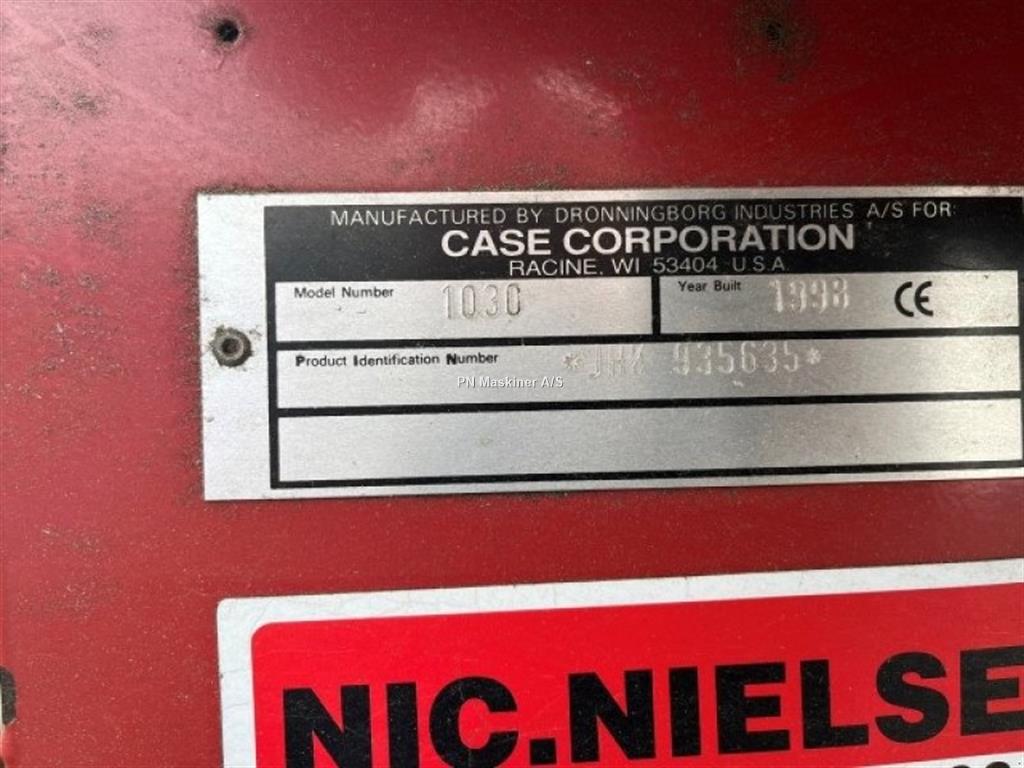 MANUFACTURED BY DRONNINGBORG INDUSTRIES A/S FOR:
CASE CORPORATION
RACINE, WI 53404 U.S.A.
Model Number 1030
Year Built 1998 CE
Product Identification Number 935635*
PN Maskiner A/S
NIC.NIELSE